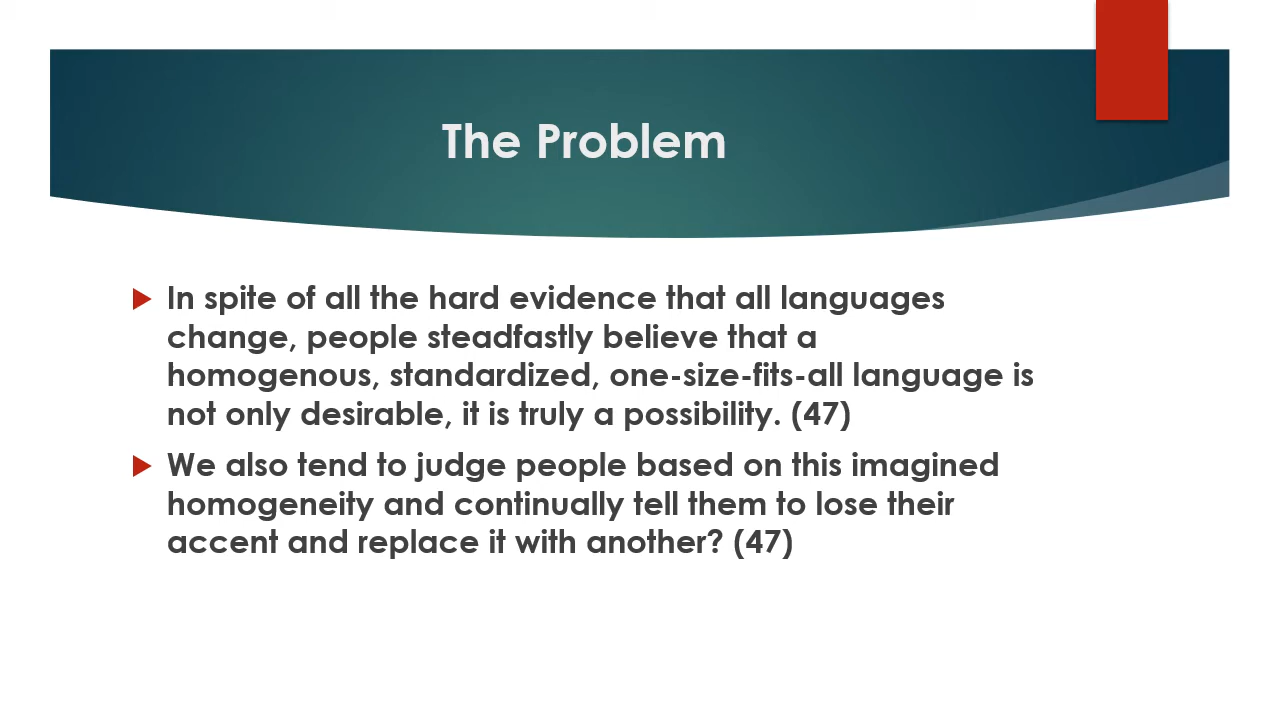 The Problem
In spite of all the hard evidence that all languages
change, people steadfastly believe that a
homogenous, standardized, one-size-fits-all language is
not only desirable, it is truly a possibility. (47)
We also tend to judge people based on this imagined
homogeneity and continually tell them to lose their
accent and replace it with another? (47)